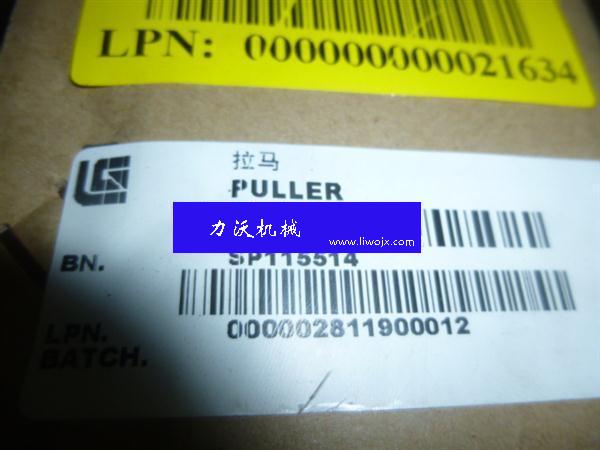 LPN: 000000000021634
拉马
PULLER
力沃机械
www.liwojx.com
BN.
SP115514
LPN.
000002811900012
BATCH.